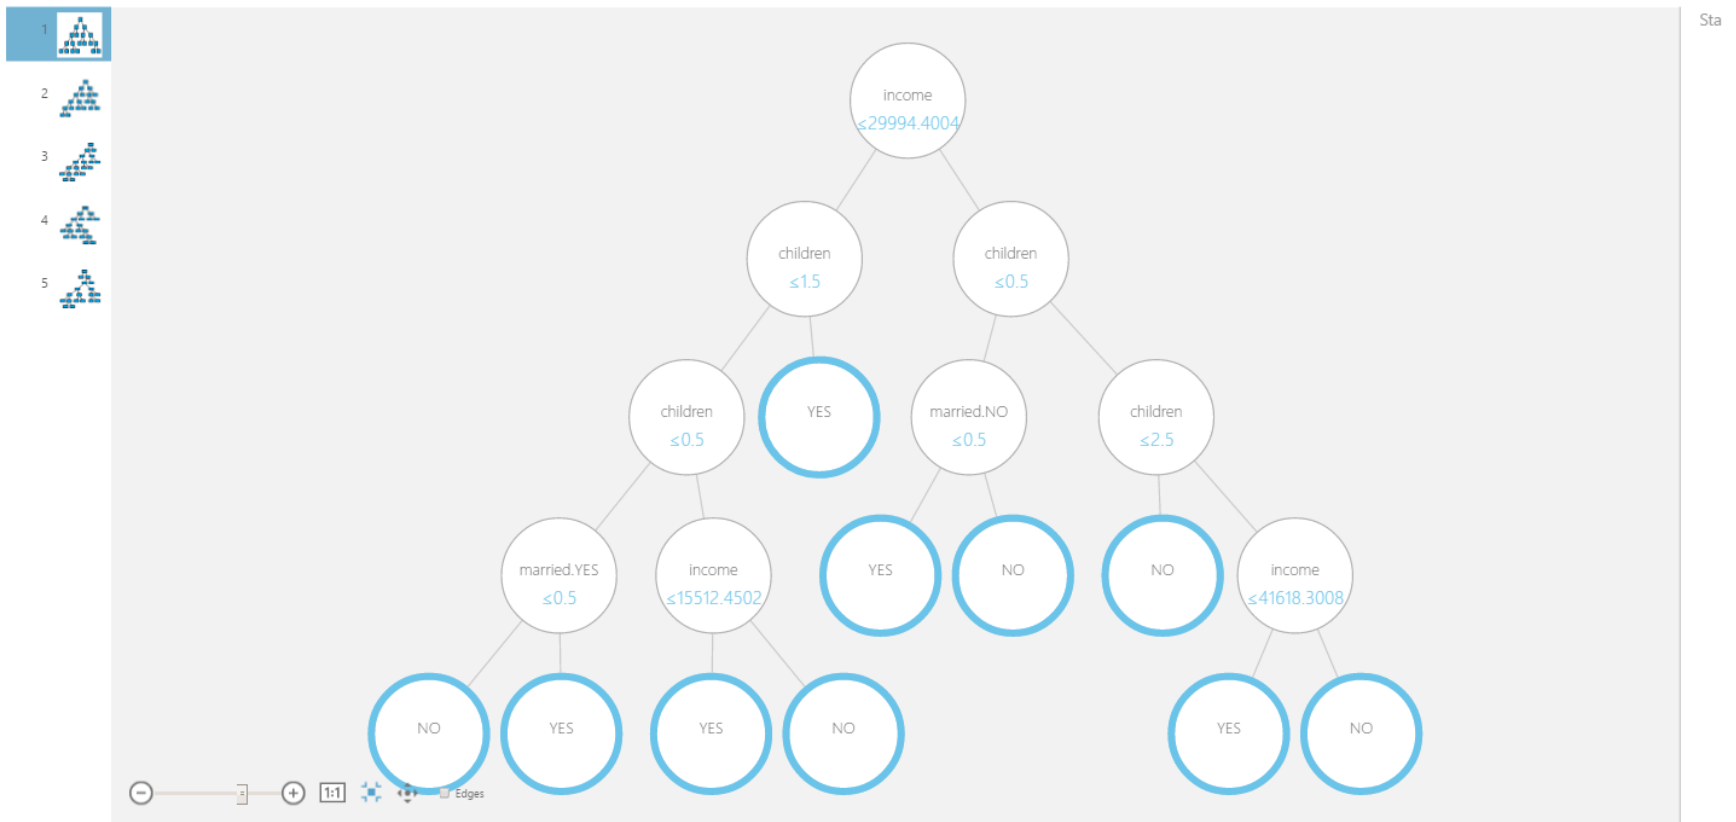 1
2
3
4
5
Sta
income
≤29994.4004
children
≤1.5
children
≤0.5
children
≤0.5
YES
married.NO
≤0.5
children
≤2.5
married.YES
≤0.5
income
≤15512.4502
YES
NO
NO
income
≤41618.3008
NO
YES
YES
NO
YES
NO
1:1
Edges